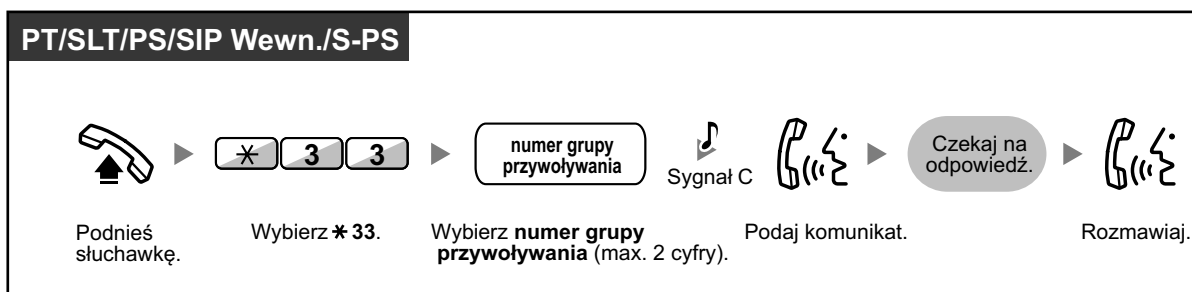 PT/SLT/PS/SIP Wewn./S-PS
Podnieś
słuchawkę.
* 3 3
Wybierz * 33.
numer grupy
przywoływania
Wybierz numer grupy
przywoływania (max. 2 cyfry).
Sygnał C
Podaj komunikat.
Czekaj na
odpowiedź.
Rozmawiaj.